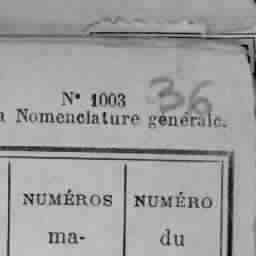 N° 1003
36
Nomenclature générale.
NUMÉROS NUMÉRO
ma- du